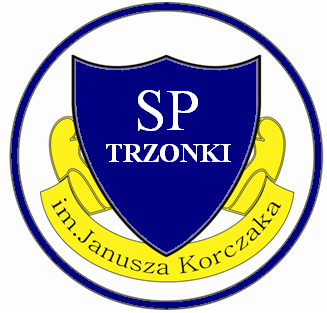 SP
TRZONKI
im.Janusza Korczaka